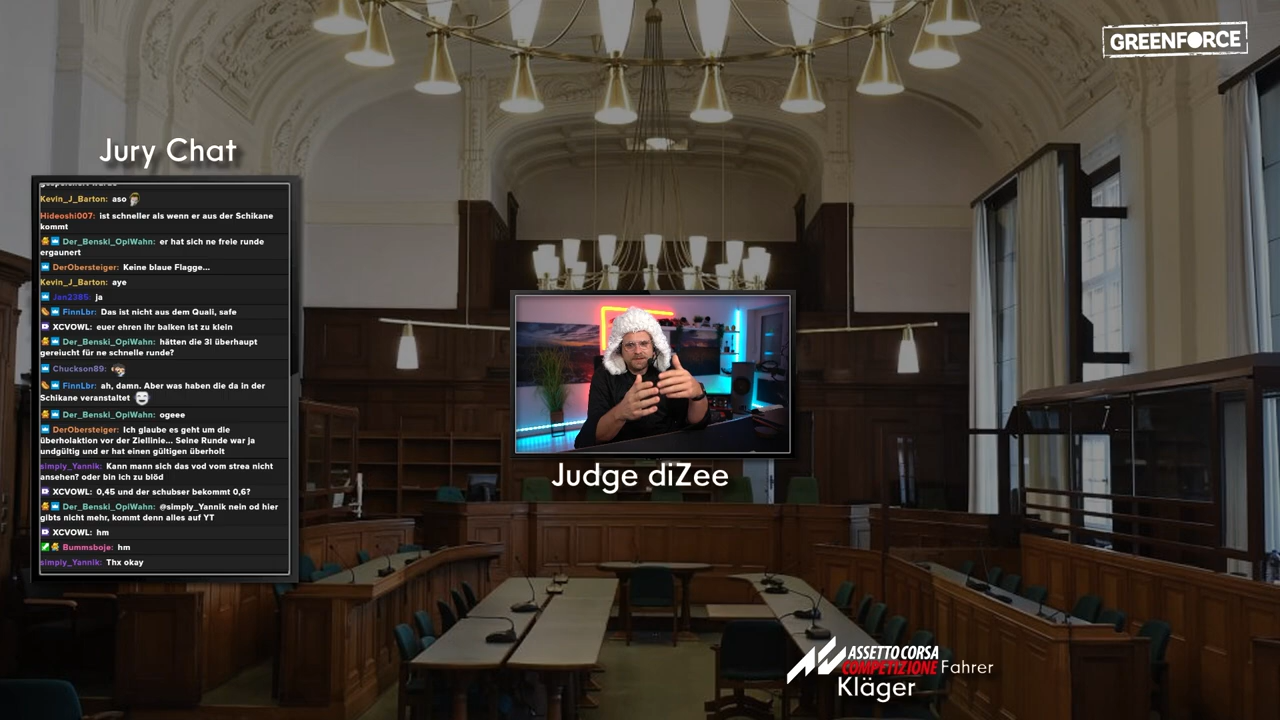 GREENFORCE
Jury Chat
Kevin_J_Barton: aso
Hideoshi007: ist schneller als wenn er aus der Schikane
kommt
Der_Benski_OpiWahn: er hat sich ne freie runde
ergaunert
DerObersteiger: Keine blaue Flagge...
Kevin_J_Barton: aye
Jan2385: ja
FinnLbr: Das ist nicht aus dem Quali, safe
XCVOWL: euer ehren ihr balken ist zu klein
Der_Benski_OpiWahn: hätten die 3l überhaupt
gereiucht für ne schnelle runde?
Chuckson89:
FinnLbr: ah, damn. Aber was haben die da in der
Schikane veranstaltet
Der_Benski_OpiWahn: ogeee
DerObersteiger: Ich glaube es geht um die
überholaktion vor der Ziellinie... Seine Runde war ja
undgültig und er hat einen gültigen überholt
simply_Yannik: Kann mann sich das vod vom strea nicht
ansehen? oder bin ich zu blöd
XCVOWL: 0,45 und der schubser bekommt 0,6?
Der_Benski_OpiWahn: @simply_Yannik nein od hier
gibts nicht mehr, kommt denn alles auf YT
XCVOWL: hm
Bummsboje: hm
simply_Yannik: Thx okay
Judge diZee
ASSETTO CORSA
COMPETIZIONE Fahrer
Kläger